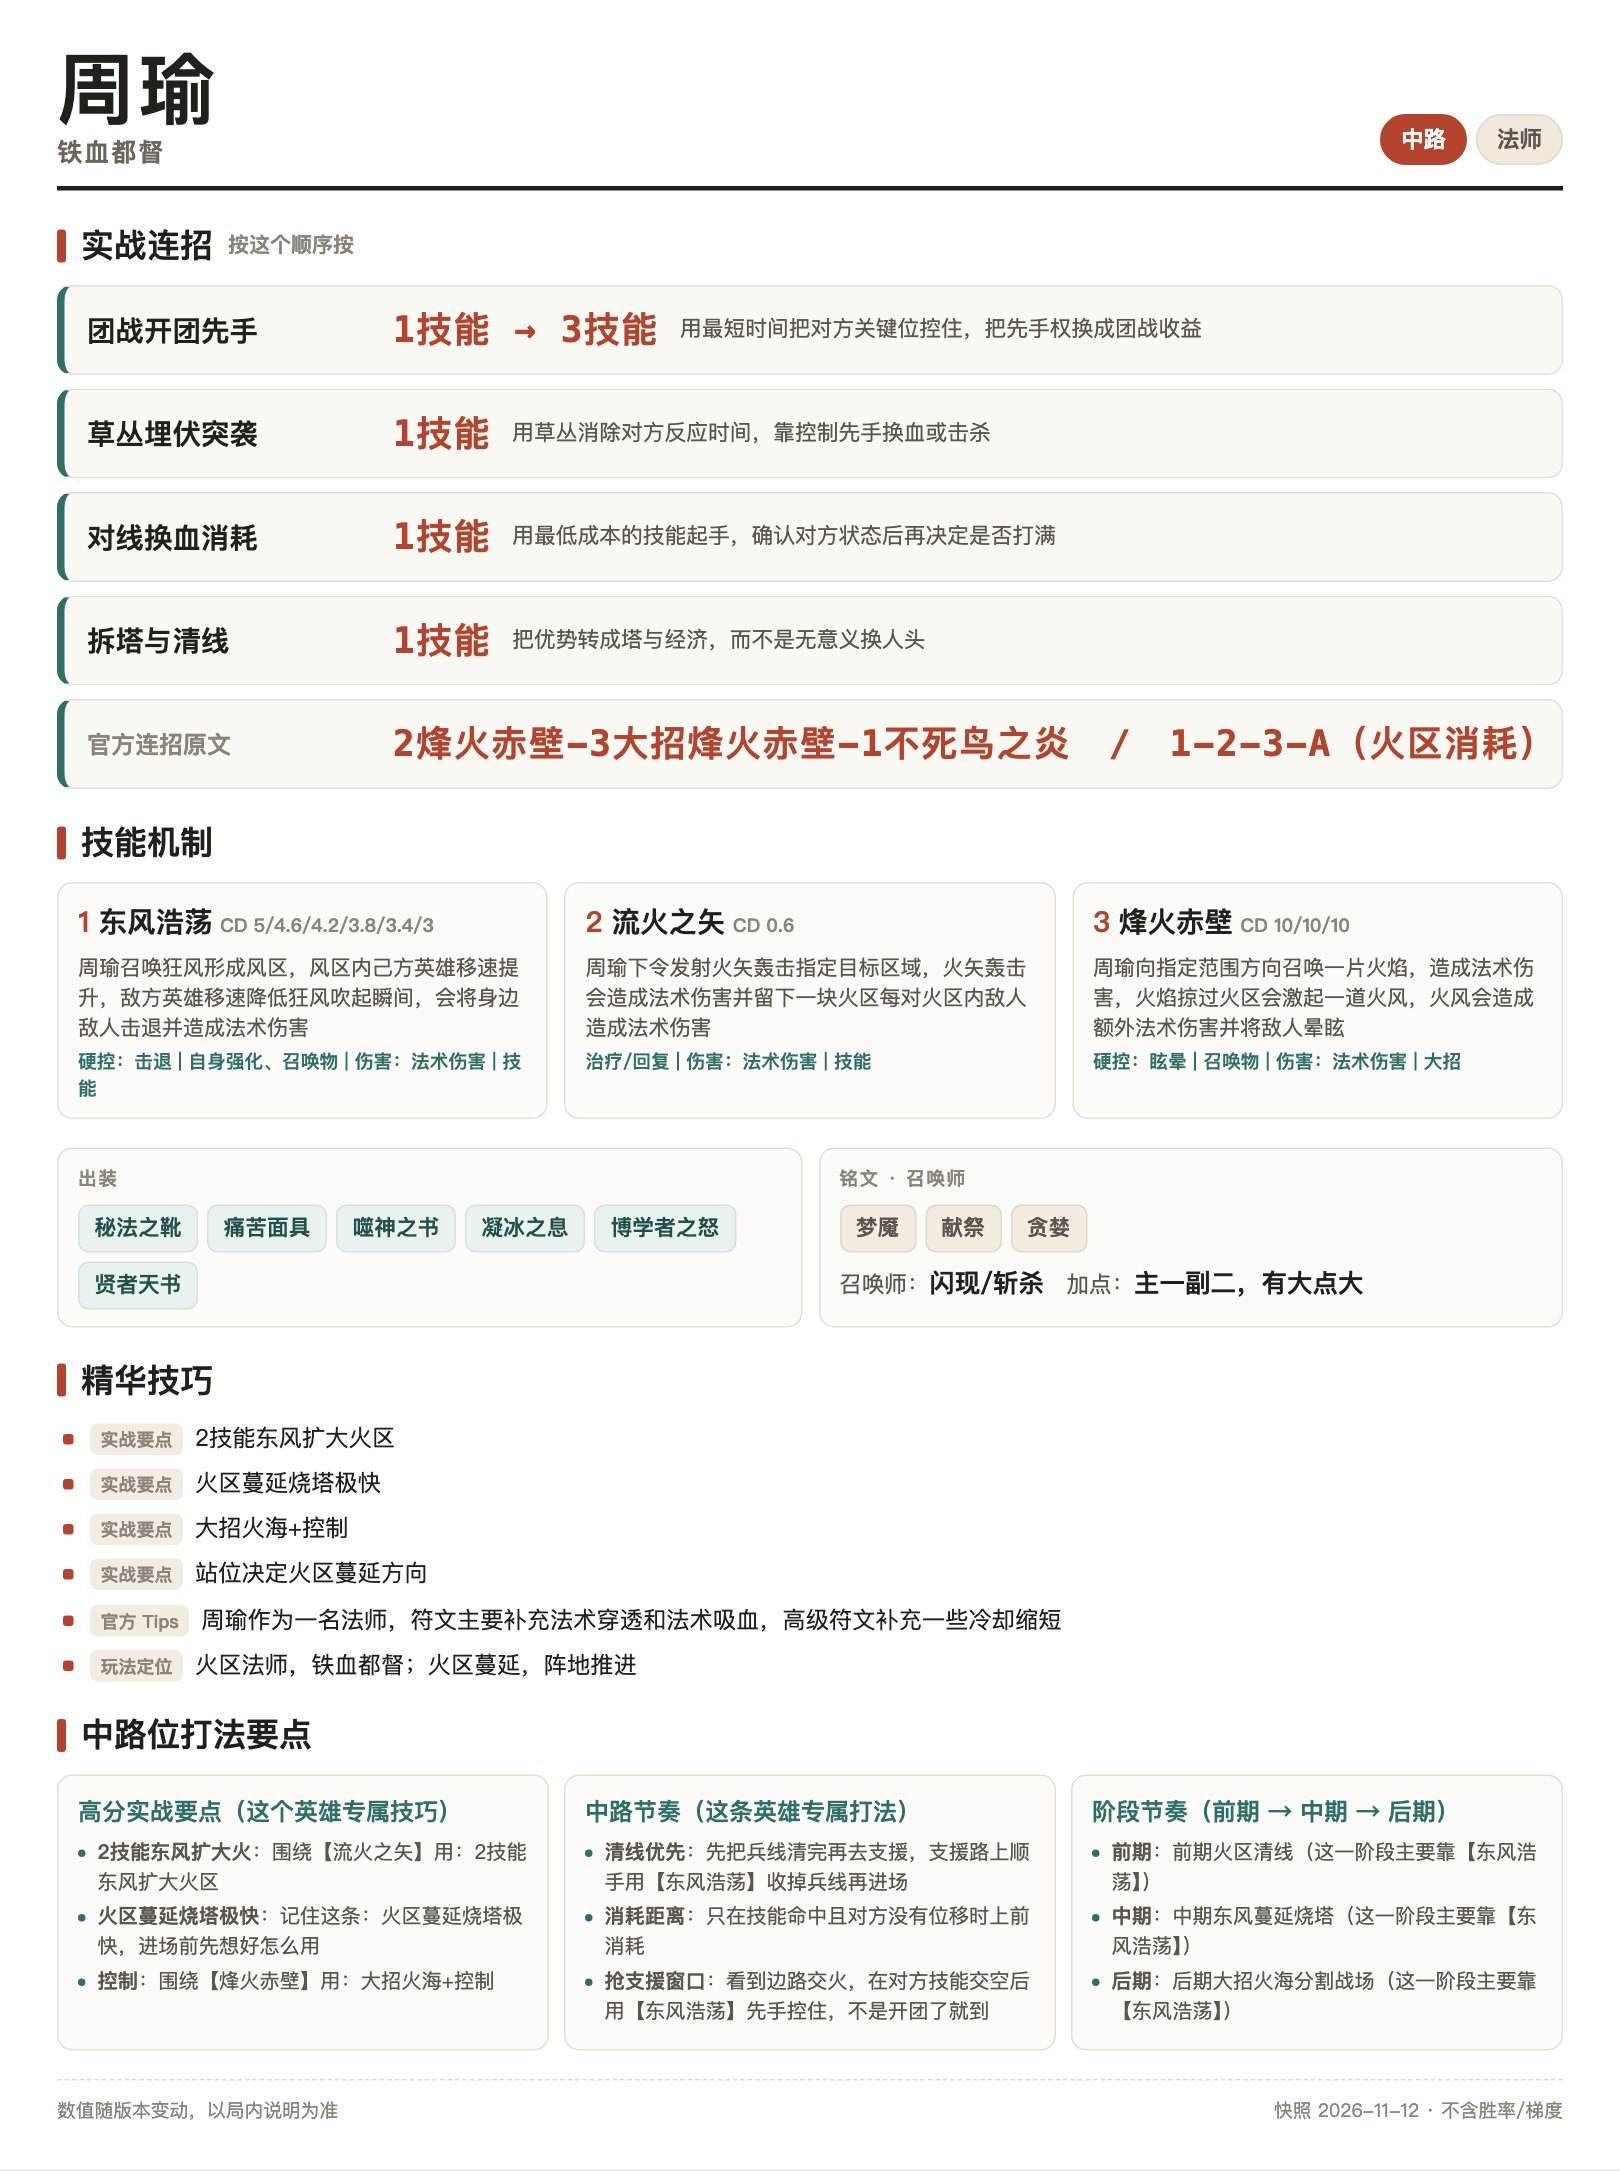 周瑜
铁血都督
中路
法师
实战连招 按这个顺序按
团战开团先手 1技能 → 3技能 用最短时间把对方关键位控住，把先手权换成团战收益
草丛埋伏突袭 1技能 用草丛消除对方反应时间，靠控制先手换血或击杀
对线换血消耗 1技能 用最低成本的技能起手，确认对方状态后再决定是否打满
拆塔与清线 1技能 把优势转成塔与经济，而不是无意义换人头
官方连招原文 2烽火赤壁–3大招烽火赤壁–1不死鸟之炎 / 1–2–3–A（火区消耗）
技能机制
1 东风浩荡 CD 5/4.6/4.2/3.8/3.4/3
周瑜召唤狂风形成风区，风区内己方英雄移速提
升，敌方英雄移速降低狂风吹起瞬间，会将身边
敌人击退并造成法术伤害
硬控：击退 | 自身强化、召唤物 | 伤害：法术伤害 | 技
能
2 流火之矢 CD 0.6
周瑜下令发射火矢轰击指定目标区域，火矢轰击
会造成法术伤害并留下一块火区每对火区内敌人
造成法术伤害
治疗/回复 | 伤害：法术伤害 | 技能
3 烽火赤壁 CD 10/10/10
周瑜向指定范围方向召唤一片火焰，造成法术伤
害，火焰掠过火区会激起一道火风，火风会造成
额外法术伤害并将敌人晕眩
硬控：眩晕 | 召唤物 | 伤害：法术伤害 | 大招
出装
秘法之靴 痛苦面具 噬神之书 凝冰之息 博学者之怒
贤者天书
铭文 · 召唤师
梦魇 献祭 贪婪
召唤师：闪现/斩杀 加点：主一副二，有大点大
精华技巧
实战要点 2技能东风扩大火区
实战要点 火区蔓延烧塔极快
实战要点 大招火海+控制
实战要点 站位决定火区蔓延方向
官方 Tips 周瑜作为一名法师，符文主要补充法术穿透和法术吸血，高级符文补充一些冷却缩短
玩法定位 火区法师，铁血都督；火区蔓延，阵地推进
中路位打法要点
高分实战要点（这个英雄专属技巧）
2技能东风扩大火：围绕【流火之矢】用：2技能
东风扩大火区
火区蔓延烧塔极快：记住这条：火区蔓延烧塔极
快，进场前先想好怎么用
控制：围绕【烽火赤壁】用：大招火海+控制
中路节奏（这条英雄专属打法）
清线优先：先把兵线清完再去支援，支援路上顺
手用【东风浩荡】收掉兵线再进场
消耗距离：只在技能命中且对方没有位移时上前
消耗
抢支援窗口：看到边路交火，在对方技能交空后
用【东风浩荡】先手控住，不是开团了就到
阶段节奏（前期 → 中期 → 后期）
前期：前期火区清线（这一阶段主要靠【东风浩
荡】）
中期：中期东风蔓延烧塔（这一阶段主要靠【东
风浩荡】）
后期：后期大招火海分割战场（这一阶段主要靠
【东风浩荡】）
数值随版本变动，以局内说明为准
快照 2026–11–12 · 不含胜率/梯度